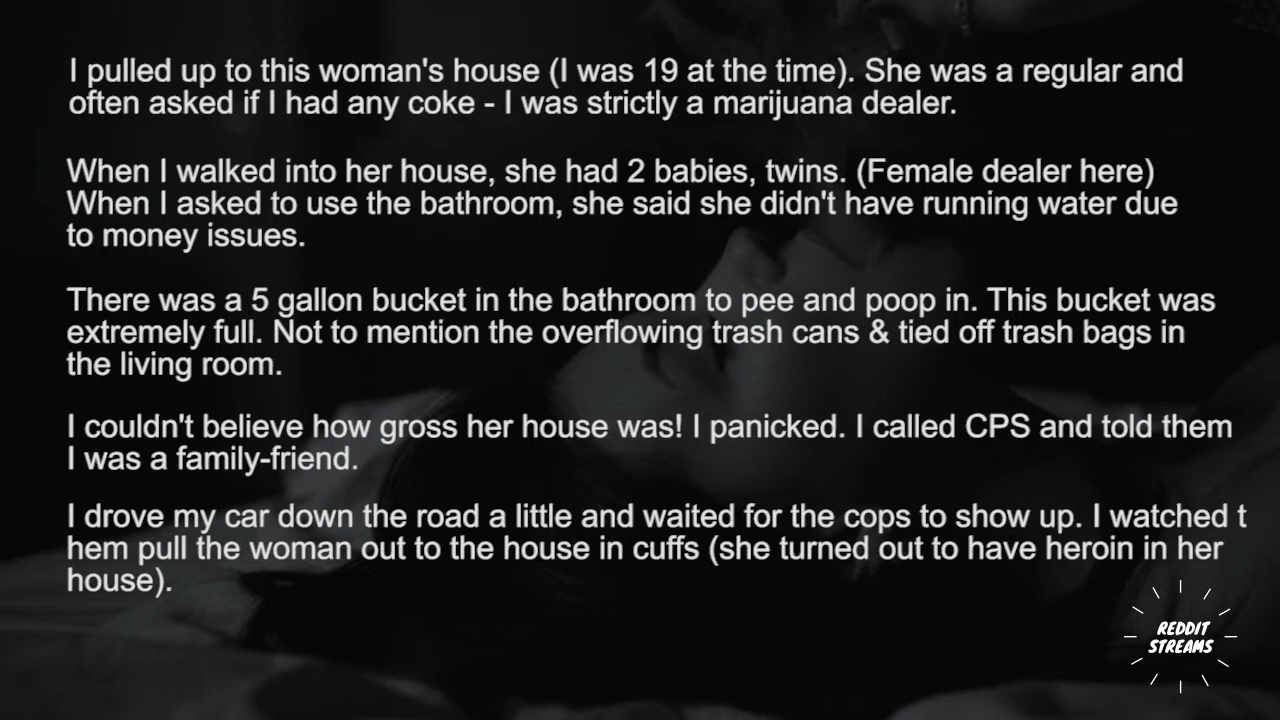 I pulled up to this woman's house (I was 19 at the time). She was a regular and
often asked if I had any coke - I was strictly a marijuana dealer.
When I walked into her house, she had 2 babies, twins. (Female dealer here)
When I asked to use the bathroom, she said she didn't have running water due
to money issues.
There was a 5 gallon bucket in the bathroom to pee and poop in. This bucket was
extremely full. Not to mention the overflowing trash cans & tied off trash bags in
the living room.
I couldn't believe how gross her house was! I panicked. I called CPS and told them
I was a family-friend.
I drove my car down the road a little and waited for the cops to show up. I watched t
hem pull the woman out to the house in cuffs (she turned out to have heroin in her
house).
REDDIT
STREAMS